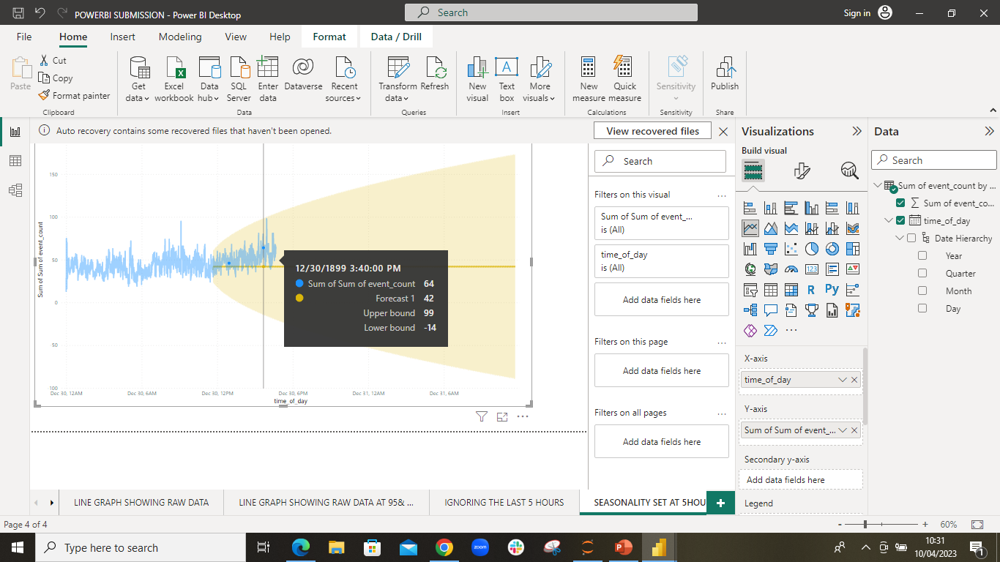 POWERBI SUBMISSION - Power BI Desktop
Search
Sign in
File
Home
Insert
Modeling
View
Help
Format
Data / Drill
Paste
Cut
Copy
Format painter
Clipboard
Get data
Excel workbook
Data hub
SQL Server
Enter data
Dataverse
Recent sources
Data
Transform data
Refresh
Queries
New visual
Text box
More visuals
Insert
New measure
Quick measure
Calculations
Sensitivity
Sensitivity
Publish
Share
Auto recovery contains some recovered files that haven't been opened.
View recovered files
150
100
50
0
50
100
Sum of Sum of event_count
Dec 30, 12AM
Dec 30, 6AM
Dec 30, 12PM
Dec 30, 6PM
Dec 31, 12AM
Dec 31, 6AM
time_of_day
12/30/1899 3:40:00 PM
Sum of Sum of event_count 64
Forecast 1 42
Upper bound 99
Lower bound -14
Search
Filters on this visual ...
Sum of Sum of event_...
is (All)
time_of_day
is (All)
Add data fields here
Filters on this page ...
Add data fields here
Filters on all pages ...
Add data fields here
Visualizations
Build visual
R
Py
123
X-axis
time_of_day
Y-axis
Sum of Sum of event_...
Secondary y-axis
Add data fields here
Legend
Data
Search
Sum of event_count by ...
Sum of event_co...
time_of_day
Date Hierarchy
Year
Quarter
Month
Day
LINE GRAPH SHOWING RAW DATA
LINE GRAPH SHOWING RAW DATA AT 95& ...
IGNORING THE LAST 5 HOURS
SEASONALITY SET AT 5HOU
+
Page 4 of 4
- + 60%
Type here to search
zoom
10:31
10/04/2023
1